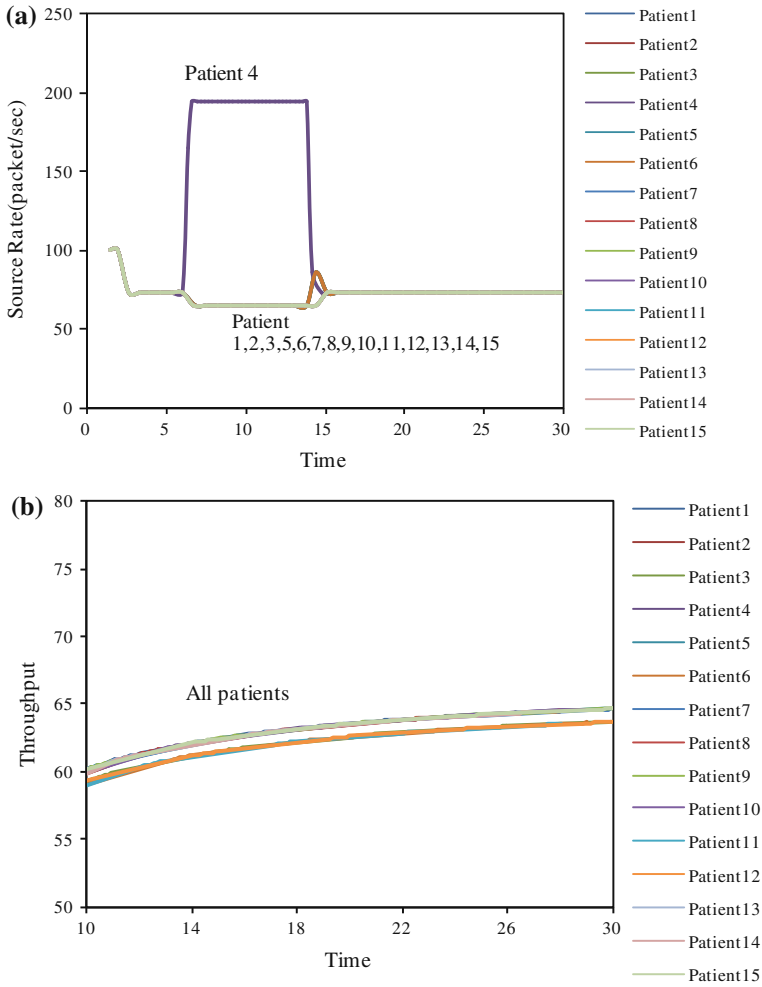 (a)
250
200
150
100
50
0
Source Rate(packet/sec)
Patient 4
Patient
1,2,3,5,6,7,8,9,10,11,12,13,14,15
0 5 10 15 20 25 30
Time
Patient1
Patient2
Patient3
Patient4
Patient5
Patient6
Patient7
Patient8
Patient9
Patient10
Patient11
Patient12
Patient13
Patient14
Patient15
(b)
80
75
70
65
60
55
50
Throughput
All patients
10 14 18 22 26 30
Time
Patient1
Patient2
Patient3
Patient4
Patient5
Patient6
Patient7
Patient8
Patient9
Patient10
Patient11
Patient12
Patient13
Patient14
Patient15